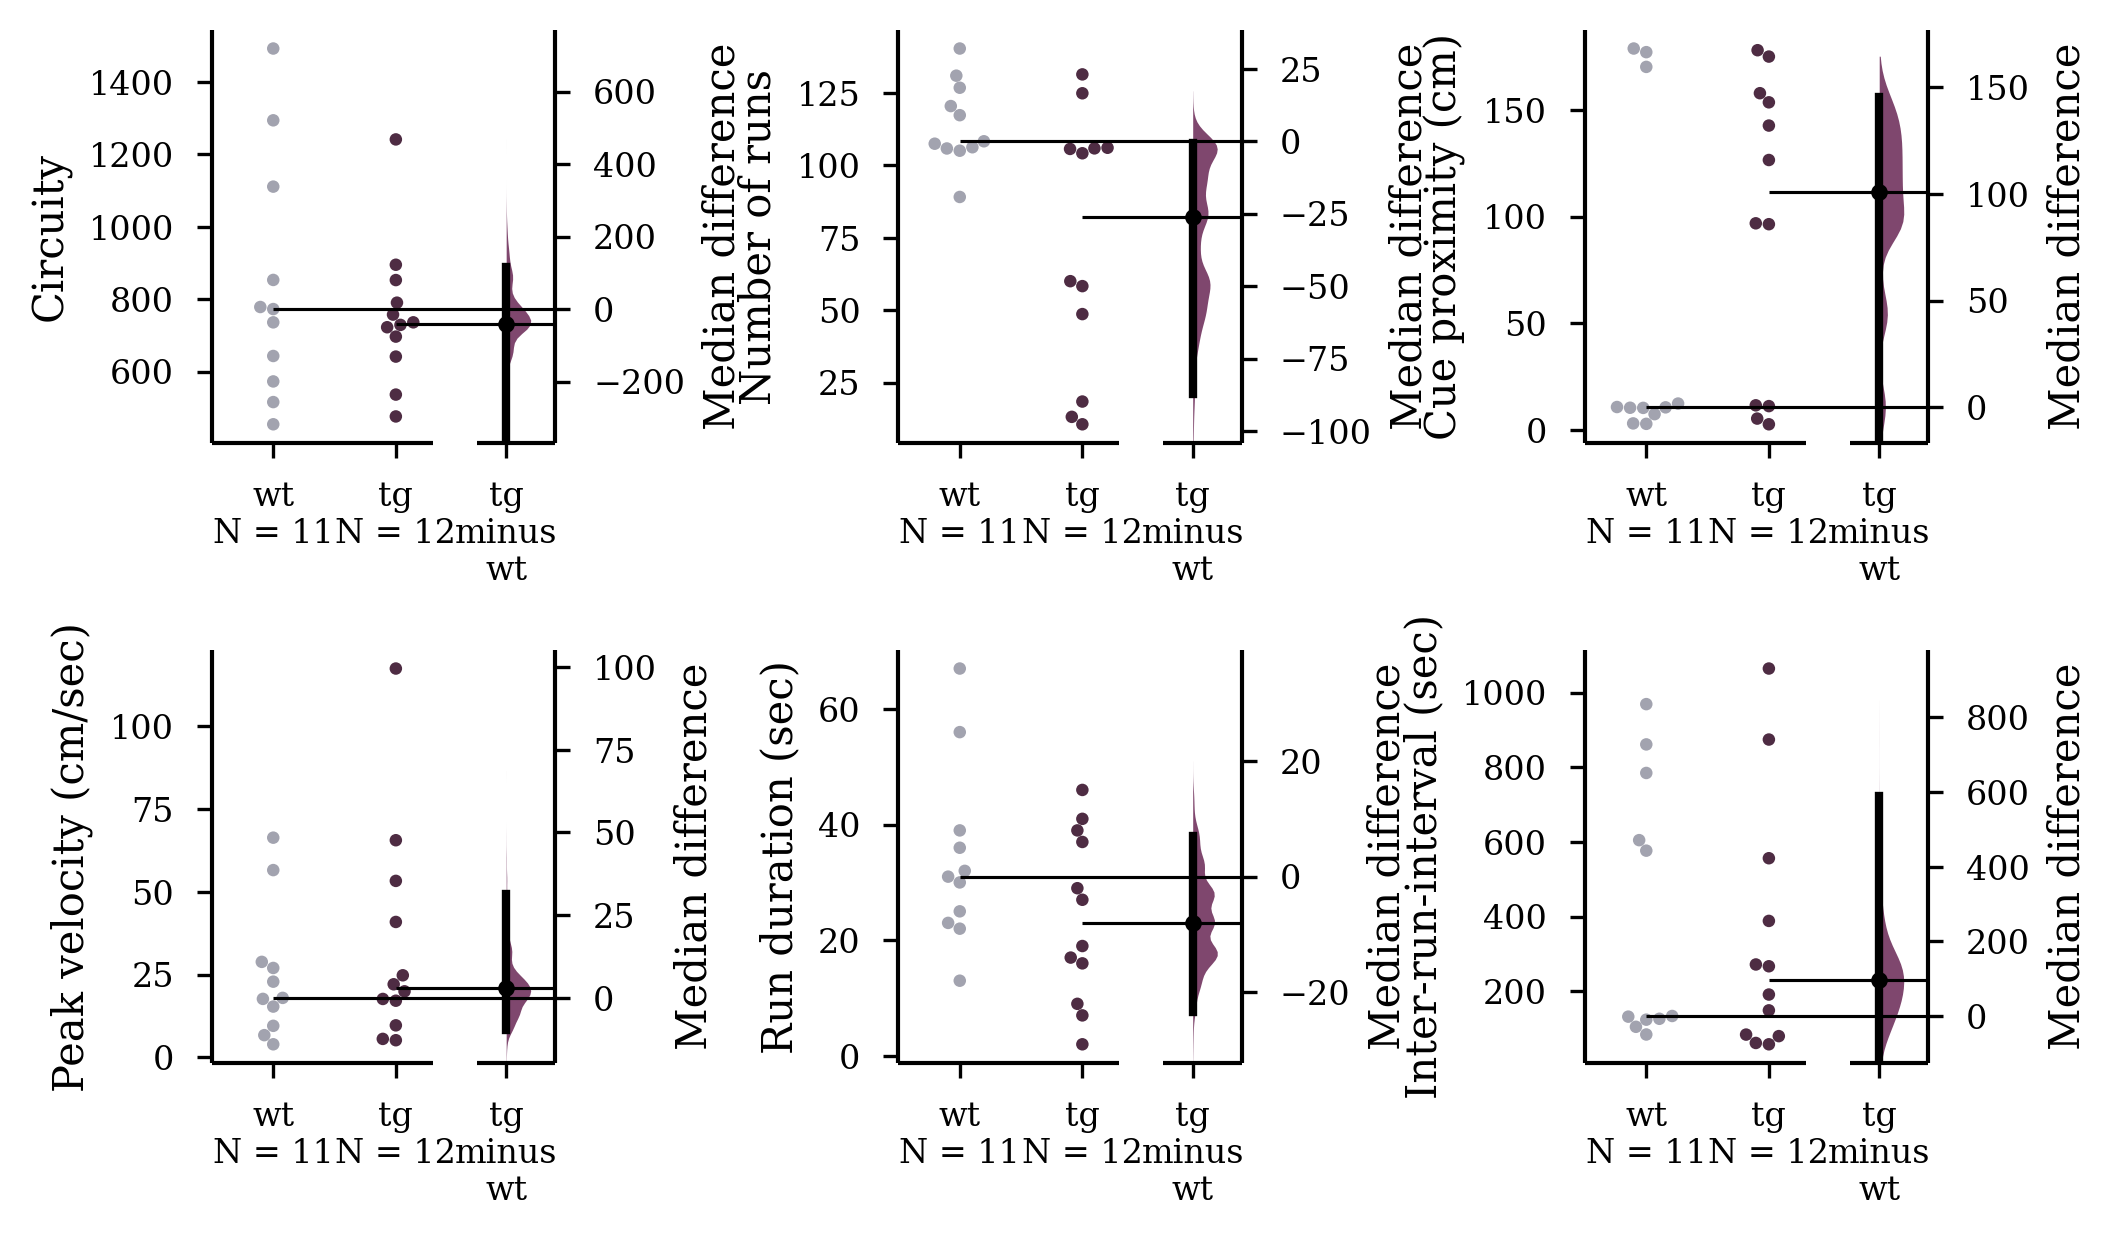 Circuity
1400
1200
1000
800
600
600
400
200
0
−200
Median difference
wt
N = 11
tg
N = 12
tg
minus
wt
Number of runs
125
100
75
50
25
25
0
−25
−50
−75
−100
Median difference
wt
N = 11
tg
N = 12
tg
minus
wt
Cue proximity (cm)
150
100
50
0
150
100
50
0
Median difference
wt
N = 11
tg
N = 12
tg
minus
wt
Peak velocity (cm/sec)
100
75
50
25
0
100
75
50
25
0
Median difference
wt
N = 11
tg
N = 12
tg
minus
wt
Run duration (sec)
60
40
20
0
20
0
−20
Median difference
wt
N = 11
tg
N = 12
tg
minus
wt
Inter-run-interval (sec)
1000
800
600
400
200
800
600
400
200
0
Median difference
wt
N = 11
tg
N = 12
tg
minus
wt